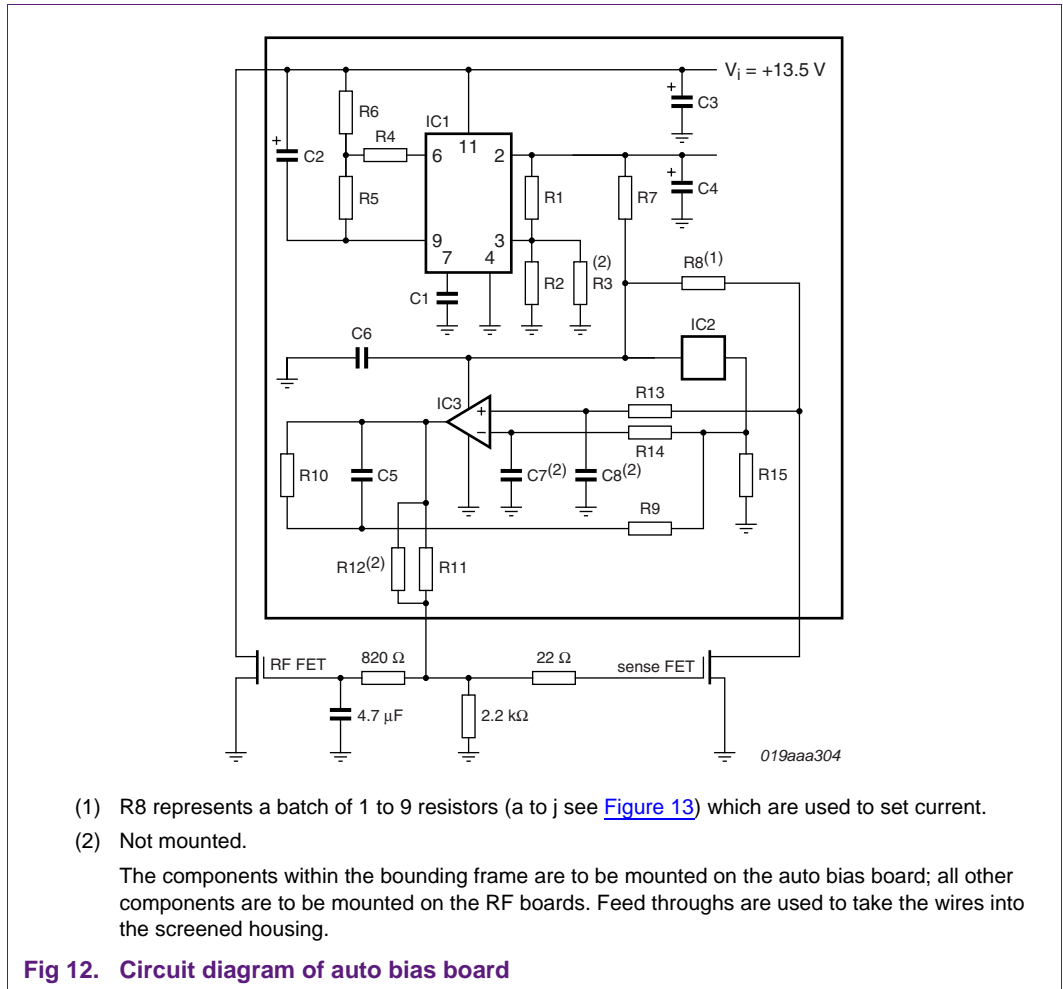 Vi = +13.5 V
C3
R6
IC1
R4
C2
6
11
2
R5
R1
R7
C4
9
3
7
4
R2
(2)
R3
R8(1)
C1
IC2
C6
R13
IC3
+
−
R14
R10
C5
C7(2)
C8(2)
R15
R9
R12(2)
R11
RF FET
820 Ω
22 Ω
sense FET
4.7 μF
2.2 kΩ
019aaa304
(1) R8 represents a batch of 1 to 9 resistors (a to j see Figure 13) which are used to set current.
(2) Not mounted.
The components within the bounding frame are to be mounted on the auto bias board; all other
components are to be mounted on the RF boards. Feed throughs are used to take the wires into
the screened housing.
Fig 12. Circuit diagram of auto bias board